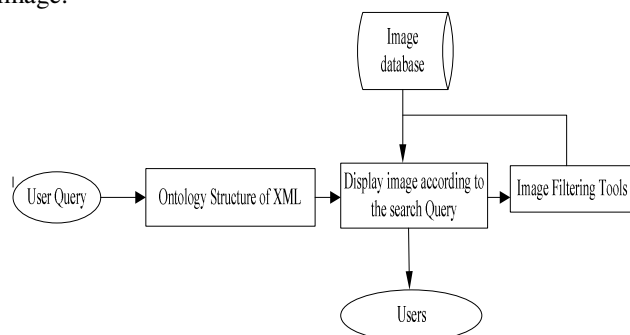 image.
Image
database
User Query
Ontology Structure of XML
Display image according to
the search Query
Image Filtering Tools
Users